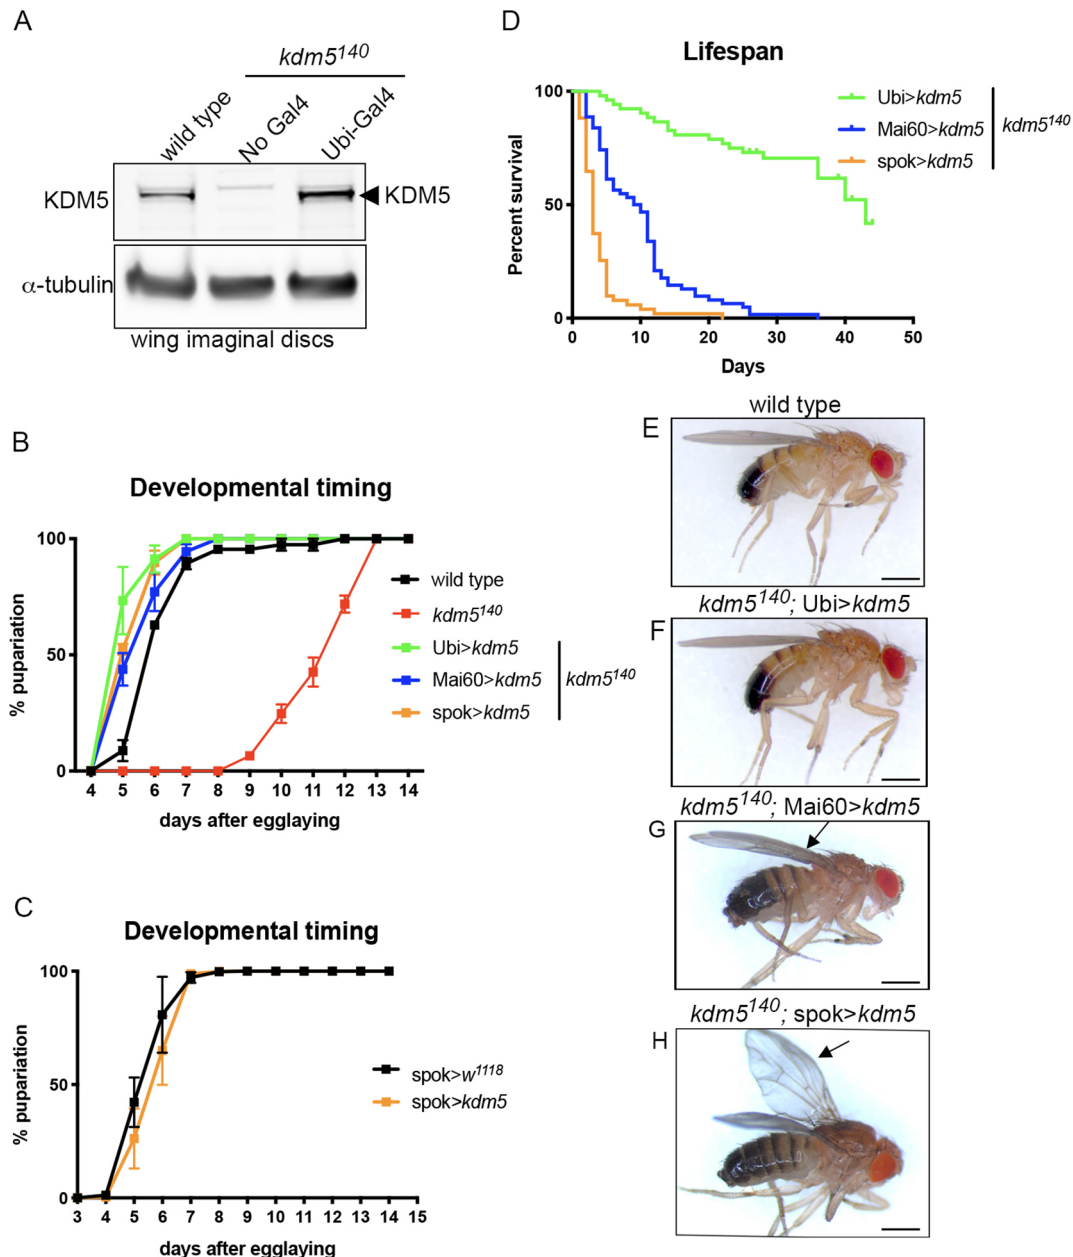 A
kdm5140
wild type
No Gal4
Ubi-Gal4
KDM5
KDM5
α-tubulin
wing imaginal discs
B
Developmental timing
% pupariation
100
50
0
4 5 6 7 8 9 10 11 12 13 14
days after egglaying
wild type
kdm5140
Ubi>kdm5
Mai60>kdm5
spok>kdm5
kdm5140
C
Developmental timing
% pupariation
100
50
0
3 4 5 6 7 8 9 10 11 12 13 14 15
days after egglaying
spok>w1118
spok>kdm5
D
Lifespan
Percent survival
100
50
0
0 10 20 30 40 50
Days
Ubi>kdm5
Mai60>kdm5
spok>kdm5
kdm5140
wild type
E
kdm5140; Ubi>kdm5
F
kdm5140; Mai60>kdm5
G
kdm5140; spok>kdm5
H